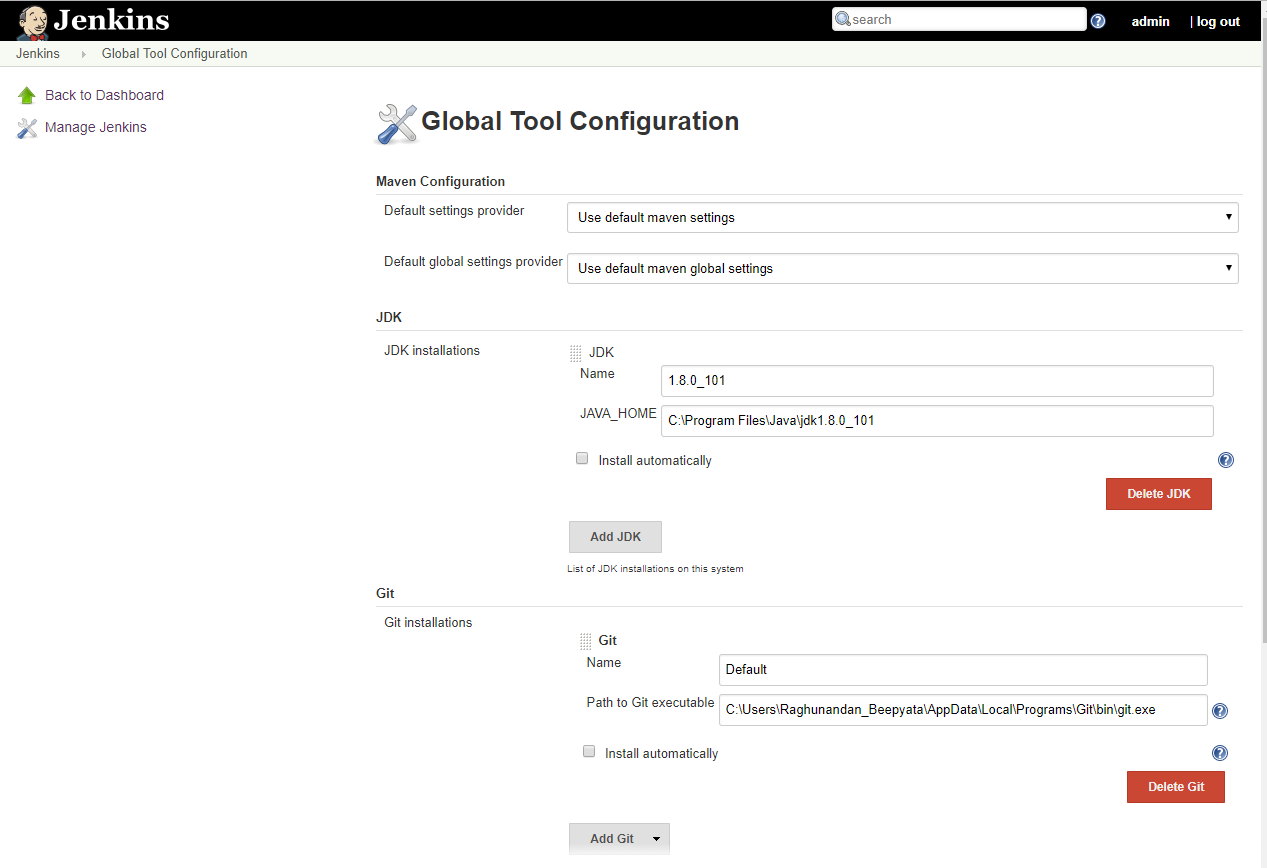 Jenkins
search
admin
| log out
Jenkins
Global Tool Configuration
Back to Dashboard
Manage Jenkins
Global Tool Configuration
Maven Configuration
Default settings provider
Use default maven settings
Default global settings provider
Use default maven global settings
JDK
JDK installations
JDK
Name
1.8.0_101
JAVA_HOME
C:\Program Files\Java\jdk1.8.0_101
Install automatically
Delete JDK
Add JDK
List of JDK installations on this system
Git
Git installations
Git
Name
Default
Path to Git executable
C:\Users\Raghunandan_Beepyata\AppData\Local\Programs\Git\bin\git.exe
Install automatically
Delete Git
Add Git